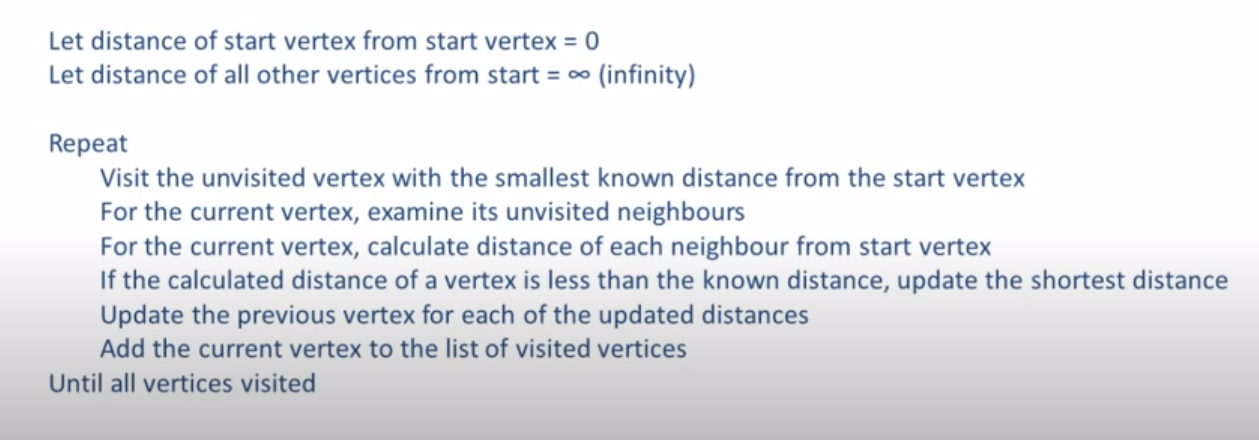 Let distance of start vertex from start vertex = 0
Let distance of all other vertices from start = ∞ (infinity)
Repeat
Visit the unvisited vertex with the smallest known distance from the start vertex
For the current vertex, examine its unvisited neighbours
For the current vertex, calculate distance of each neighbour from start vertex
If the calculated distance of a vertex is less than the known distance, update the shortest distance
Update the previous vertex for each of the updated distances
Add the current vertex to the list of visited vertices
Until all vertices visited